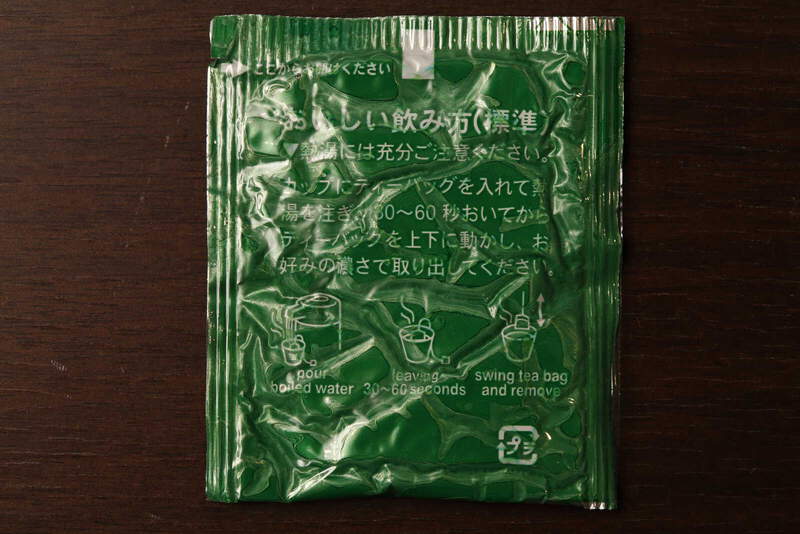 ここからお開けください
おいしい飲み方(標準)
▼熱湯には充分ご注意ください。
カップにティーバッグを入れて熱
湯を注ぎ、30〜60秒おいてから
ティーバッグを上下に動かし、お
好みの濃さで取り出してください。
pour
boiled water
leaving
30~60 seconds
swing tea bag
and remove
プラ